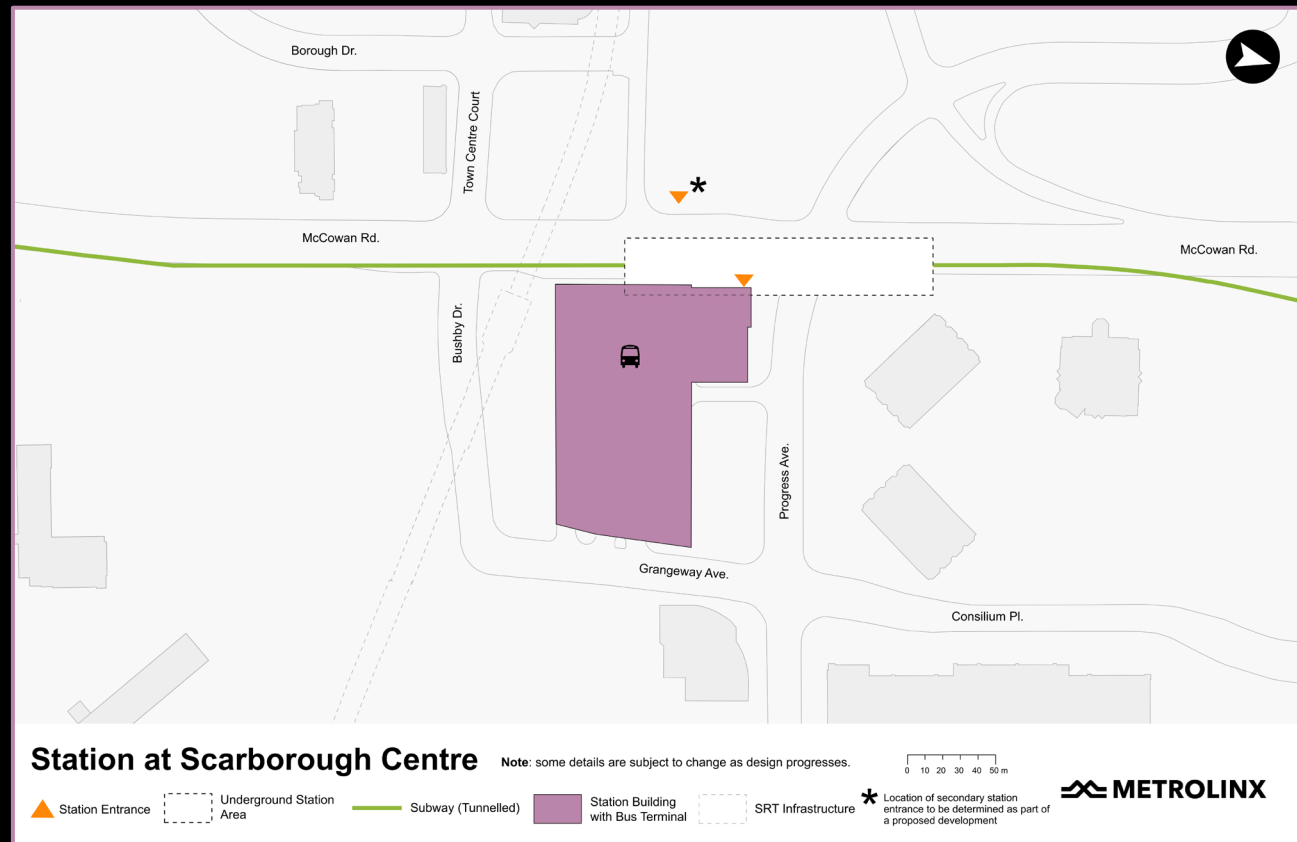 Borough Dr.
Town Centre Court
*
McCowan Rd.
McCowan Rd.
Bushby Dr.
Progress Ave.
Grangeway Ave.
Consilium Pl.
Station at Scarborough Centre
Note: some details are subject to change as design progresses.
0 10 20 30 40 50 m
Station Entrance
Underground Station
Area
Subway (Tunnelled)
Station Building
with Bus Terminal
SRT Infrastructure
* Location of secondary station
entrance to be determined as part of
a proposed development
METROLINX